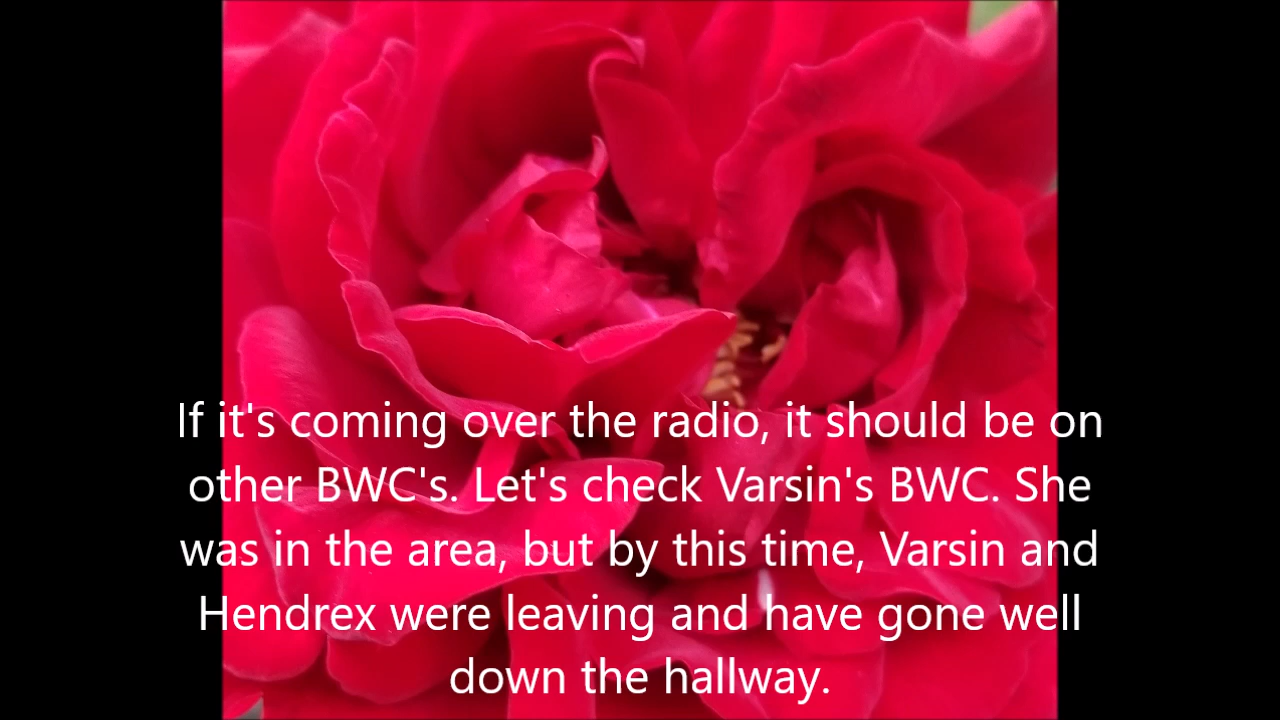 If it's coming over the radio, it should be on
other BWC's. Let's check Varsin's BWC. She
was in the area, but by this time, Varsin and
Hendrex were leaving and have gone well
down the hallway.